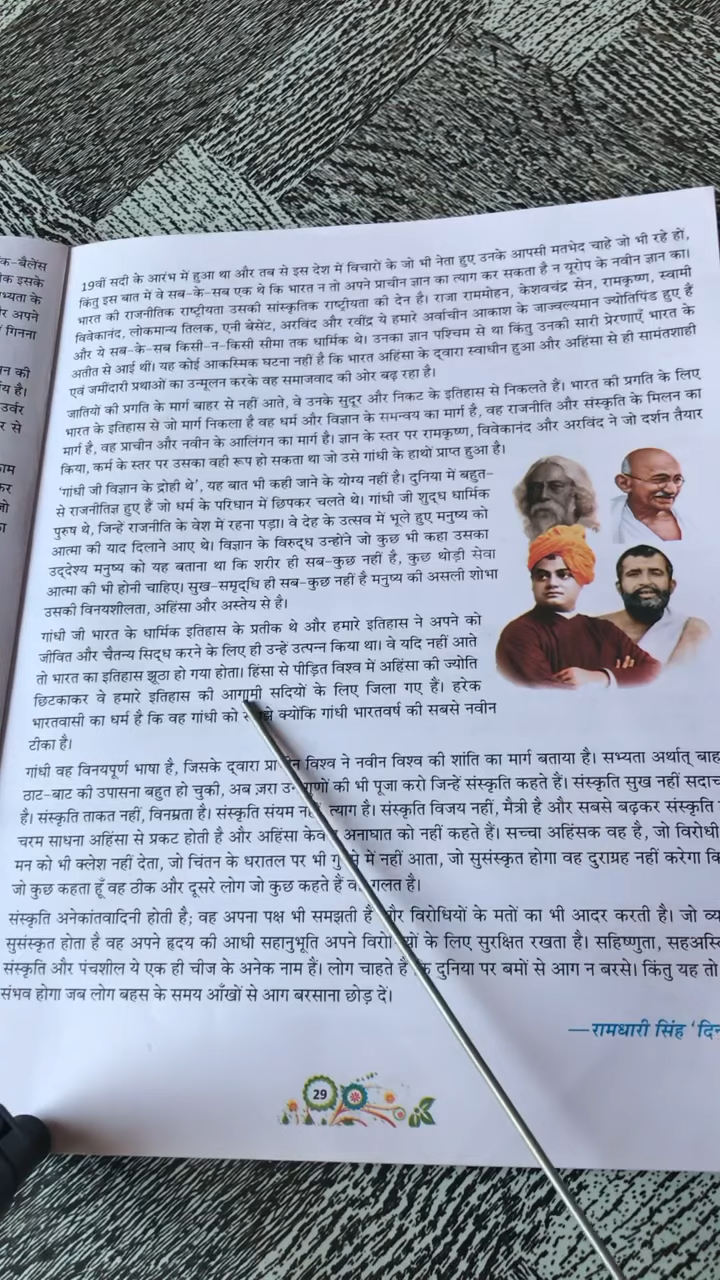 क-बैलेंस
क इसके
भ्यता के
र अपने
गिनना
न की
य है।
उर्वर
र से
19वीं सदी के आरंभ में हुआ था और तब से इस देश में विचारों के जो भी नेता हुए उनके आपसी मतभेद चाहे जो भी रहे हों,
किंतु इस बात में वे सब-के-सब एक थे कि भारत न तो अपने प्राचीन ज्ञान का त्याग कर सकता है न यूरोप के नवीन ज्ञान का।
भारत की राजनीतिक राष्ट्रीयता उसकी सांस्कृतिक राष्ट्रीयता की देन है। राजा राममोहन, केशवचंद्र सेन, रामकृष्ण, स्वामी
विवेकानंद, लोकमान्य तिलक, एनी बेसेंट, अरविंद और रवींद्र ये हमारे अर्वाचीन आकाश के जाज्वल्यमान ज्योतिपिंड हुए हैं
और ये सब-के-सब किसी-न-किसी सीमा तक धार्मिक थे। उनका ज्ञान पश्चिम से था किंतु उनकी सारी प्रेरणाएँ भारत के
अतीत से आई थीं। यह कोई आकस्मिक घटना नहीं है कि भारत अहिंसा के द्वारा स्वाधीन हुआ और अहिंसा से ही सामंतशाही
एवं जमींदारी प्रथाओं का उन्मूलन करके वह समाजवाद की ओर बढ़ रहा है।
जातियों की प्रगति के मार्ग बाहर से नहीं आते, वे उनके सुदूर और निकट के इतिहास से निकलते हैं। भारत की प्रगति के लिए
भारत के इतिहास से जो मार्ग निकला है वह धर्म और विज्ञान के समन्वय का मार्ग है, वह राजनीति और संस्कृति के मिलन का
मार्ग है, वह प्राचीन और नवीन के आलिंगन का मार्ग है। ज्ञान के स्तर पर रामकृष्ण, विवेकानंद और अरविंद ने जो दर्शन तैयार
किया, कर्म के स्तर पर उसका वही रूप हो सकता था जो उसे गांधी के हाथों प्राप्त हुआ है।
'गांधी जी विज्ञान के द्रोही थे', यह बात भी कही जाने के योग्य नहीं है। दुनिया में बहुत-
से राजनीतिज्ञ हुए हैं जो धर्म के परिधान में छिपकर चलते थे। गांधी जी शुद्ध धार्मिक
पुरुष थे, जिन्हें राजनीति के वेश में रहना पड़ा। वे देह के उत्सव में भूले हुए मनुष्य को
आत्मा की याद दिलाने आए थे। विज्ञान के विरुद्ध उन्होंने जो कुछ भी कहा उसका
उद्देश्य मनुष्य को यह बताना था कि शरीर ही सब-कुछ नहीं है, कुछ थोड़ी सेवा
आत्मा की भी होनी चाहिए। सुख-समृद्धि ही सब-कुछ नहीं है मनुष्य की असली शोभा
उसकी विनयशीलता, अहिंसा और अस्तेय से है।
गांधी जी भारत के धार्मिक इतिहास के प्रतीक थे और हमारे इतिहास ने अपने को
जीवित और चैतन्य सिद्ध करने के लिए ही उन्हें उत्पन्न किया था। वे यदि नहीं आते
तो भारत का इतिहास झूठा हो गया होता। हिंसा से पीड़ित विश्व में अहिंसा की ज्योति
छिटकाकर वे हमारे इतिहास की आगामी सदियों के लिए जिला गए हैं। हरेक
भारतवासी का धर्म है कि वह गांधी को क्योंकि गांधी भारतवर्ष की सबसे नवीन
टीका है।
गांधी वह विनयपूर्ण भाषा है, जिसके द्वारा विश्व ने नवीन विश्व की शांति का मार्ग बताया है। सभ्यता अर्थात् बाह
ठाट-बाट की उपासना बहुत हो चुकी, अब ज़रा गुणों की भी पूजा करो जिन्हें संस्कृति कहते हैं। संस्कृति सुख नहीं सदाच
है। संस्कृति ताकत नहीं, विनम्रता है। संस्कृति संयम त्याग है। संस्कृति विजय नहीं, मैत्री है और सबसे बढ़कर संस्कृति
चरम साधना अहिंसा से प्रकट होती है और अहिंसा अनाघात को नहीं कहते हैं। सच्चा अहिंसक वह है, जो विरोधी
मन को भी क्लेश नहीं देता, जो चिंतन के धरातल पर भी में नहीं आता, जो सुसंस्कृत होगा वह दुराग्रह नहीं करेगा कि
जो कुछ कहता हूँ वह ठीक और दूसरे लोग जो कुछ कहते हैं गलत है।
संस्कृति अनेकांतवादिनी होती है; वह अपना पक्ष भी समझती है और विरोधियों के मतों का भी आदर करती है। जो व्य
सुसंस्कृत होता है वह अपने हृदय की आधी सहानुभूति अपने के लिए सुरक्षित रखता है। सहिष्णुता, सहअस्ि
संस्कृति और पंचशील ये एक ही चीज के अनेक नाम हैं। लोग चाहते हैं कि दुनिया पर बमों से आग न बरसे। किंतु यह तो
संभव होगा जब लोग बहस के समय आँखों से आग बरसाना छोड़ दें।
—रामधारी सिंह 'दिन
29